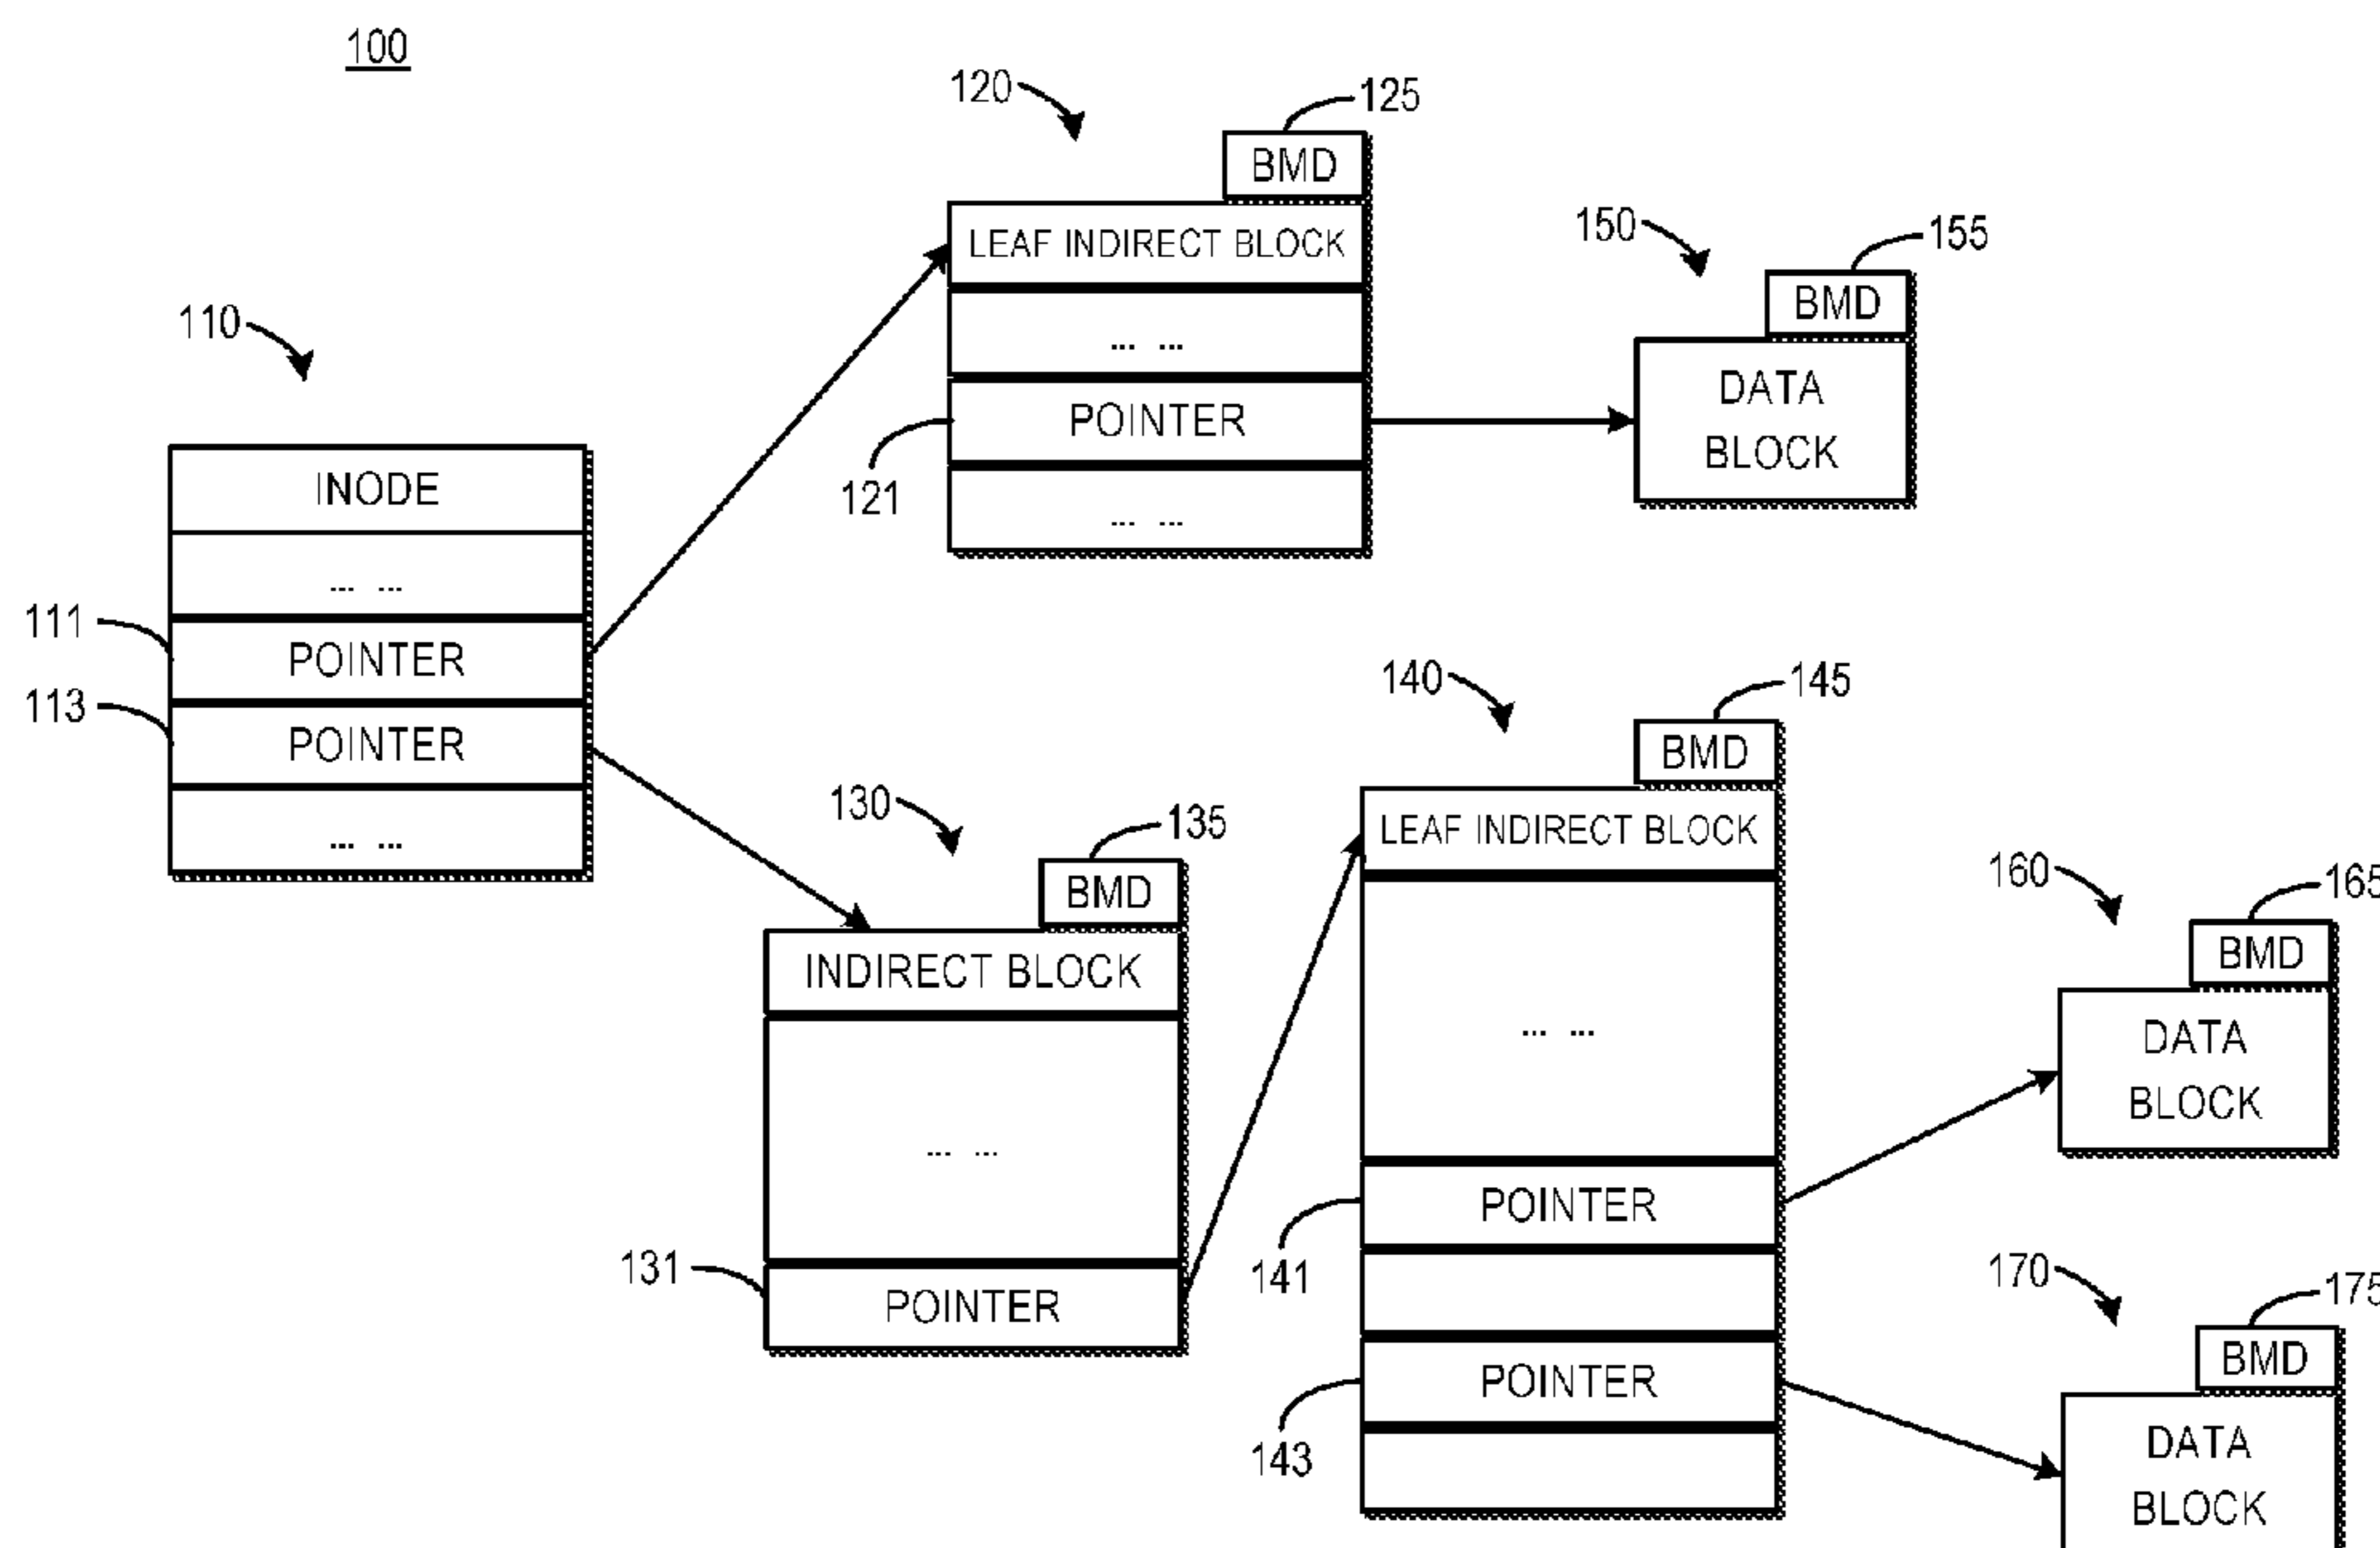 100
120
125
BMD
LEAF INDIRECT BLOCK
... ...
POINTER
121
... ...
150
155
BMD
DATA
BLOCK
110
INODE
... ...
111
POINTER
113
POINTER
... ...
130
135
BMD
INDIRECT BLOCK
... ...
131
POINTER
140
145
BMD
LEAF INDIRECT BLOCK
... ...
141
POINTER
143
POINTER
160
165
BMD
DATA
BLOCK
170
175
BMD
DATA
BLOCK